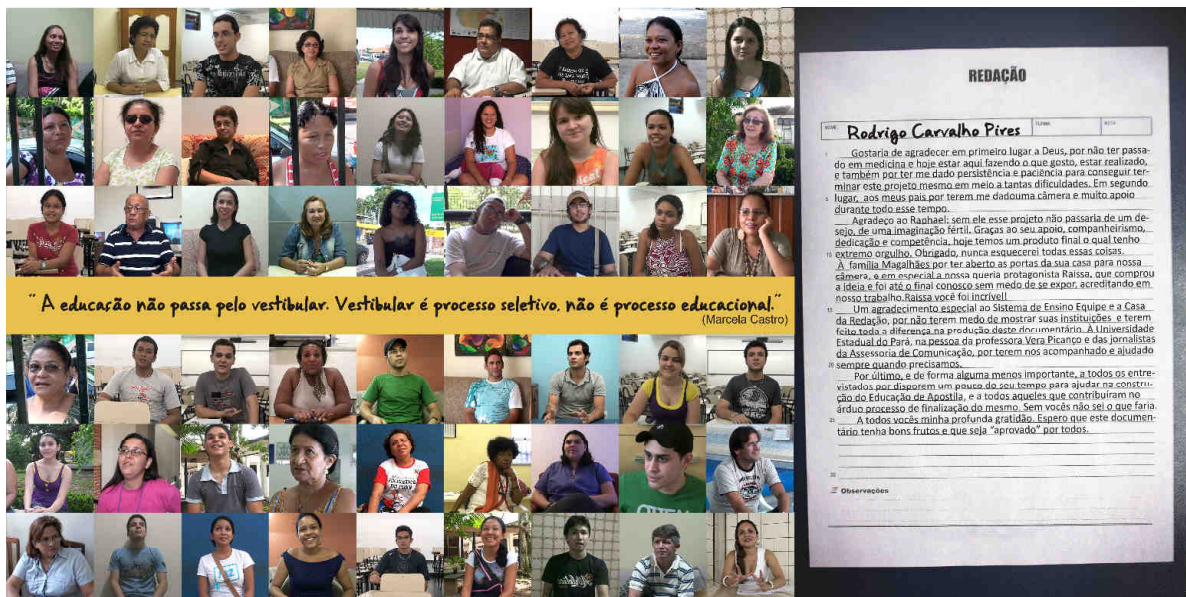 "A educação não passa pelo vestibular. Vestibular é processo seletivo, não é processo educacional."
(Marcela Castro)
REDAÇÃO
NOME: Rodrigo Carvalho Pires TURMA: NOTA:
1 Gostaria de agradecer em primeiro lugar a Deus, por não ter passa-
do em medicina e hoje estar aqui fazendo o que gosto, estar realizado,
e também por ter me dado persistência e paciência para conseguir ter-
minar este projeto mesmo em meio a tantas dificuldades. Em segundo
5 lugar, aos meus pais por terem me dadouma câmera e muito apoio
durante todo esse tempo.
Agradeço ao Raphael; sem ele esse projeto não passaria de um de-
sejo, de uma imaginação fértil. Graças ao seu apoio, companheirismo,
dedicação e competência, hoje temos um produto final o qual tenho
10 extremo orgulho. Obrigado, nunca esquecerei todas essas coisas.
À família Magalhães por ter aberto as portas da sua casa para nossa
câmera, e em especial a nossa queria protagonista Raissa, que comprou
a ideia e foi até o final conosco sem medo de se expor, acreditando em
nosso trabalho.Raissa você foi incrível!
15 Um agradecimento especial ao Sistema de Ensino Equipe e a Casa
da Redação, por não terem medo de mostrar suas instituições e terem
feito toda a diferença na produção deste documentário. À Universidade
Estadual do Pará, na pessoa da professora Vera Picanço e das jornalistas
da Assessoria de Comunicação, por terem nos acompanhado e ajudado
20 sempre quando precisamos.
Por último, e de forma alguma menos importante, a todos os entre-
vistados por disporem um pouco do seu tempo para ajudar na constru-
ção do Educação de Apostila, e a todos aqueles que contribuíram no
árduo processo de finalização do mesmo. Sem vocês não sei o que faria.
25 A todos vocês minha profunda gratidão. Espero que este documen-
tário tenha bons frutos e que seja "aprovado" por todos.
30
Observações